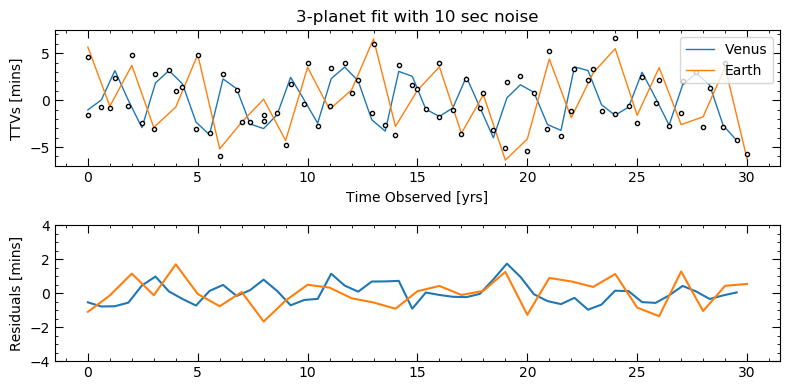 3-planet fit with 10 sec noise
TTVs [mins]
5
0
−5
Venus
Earth
0 5 10 15 20 25 30
Time Observed [yrs]
Residuals [mins]
4
2
0
−2
−4
0 5 10 15 20 25 30